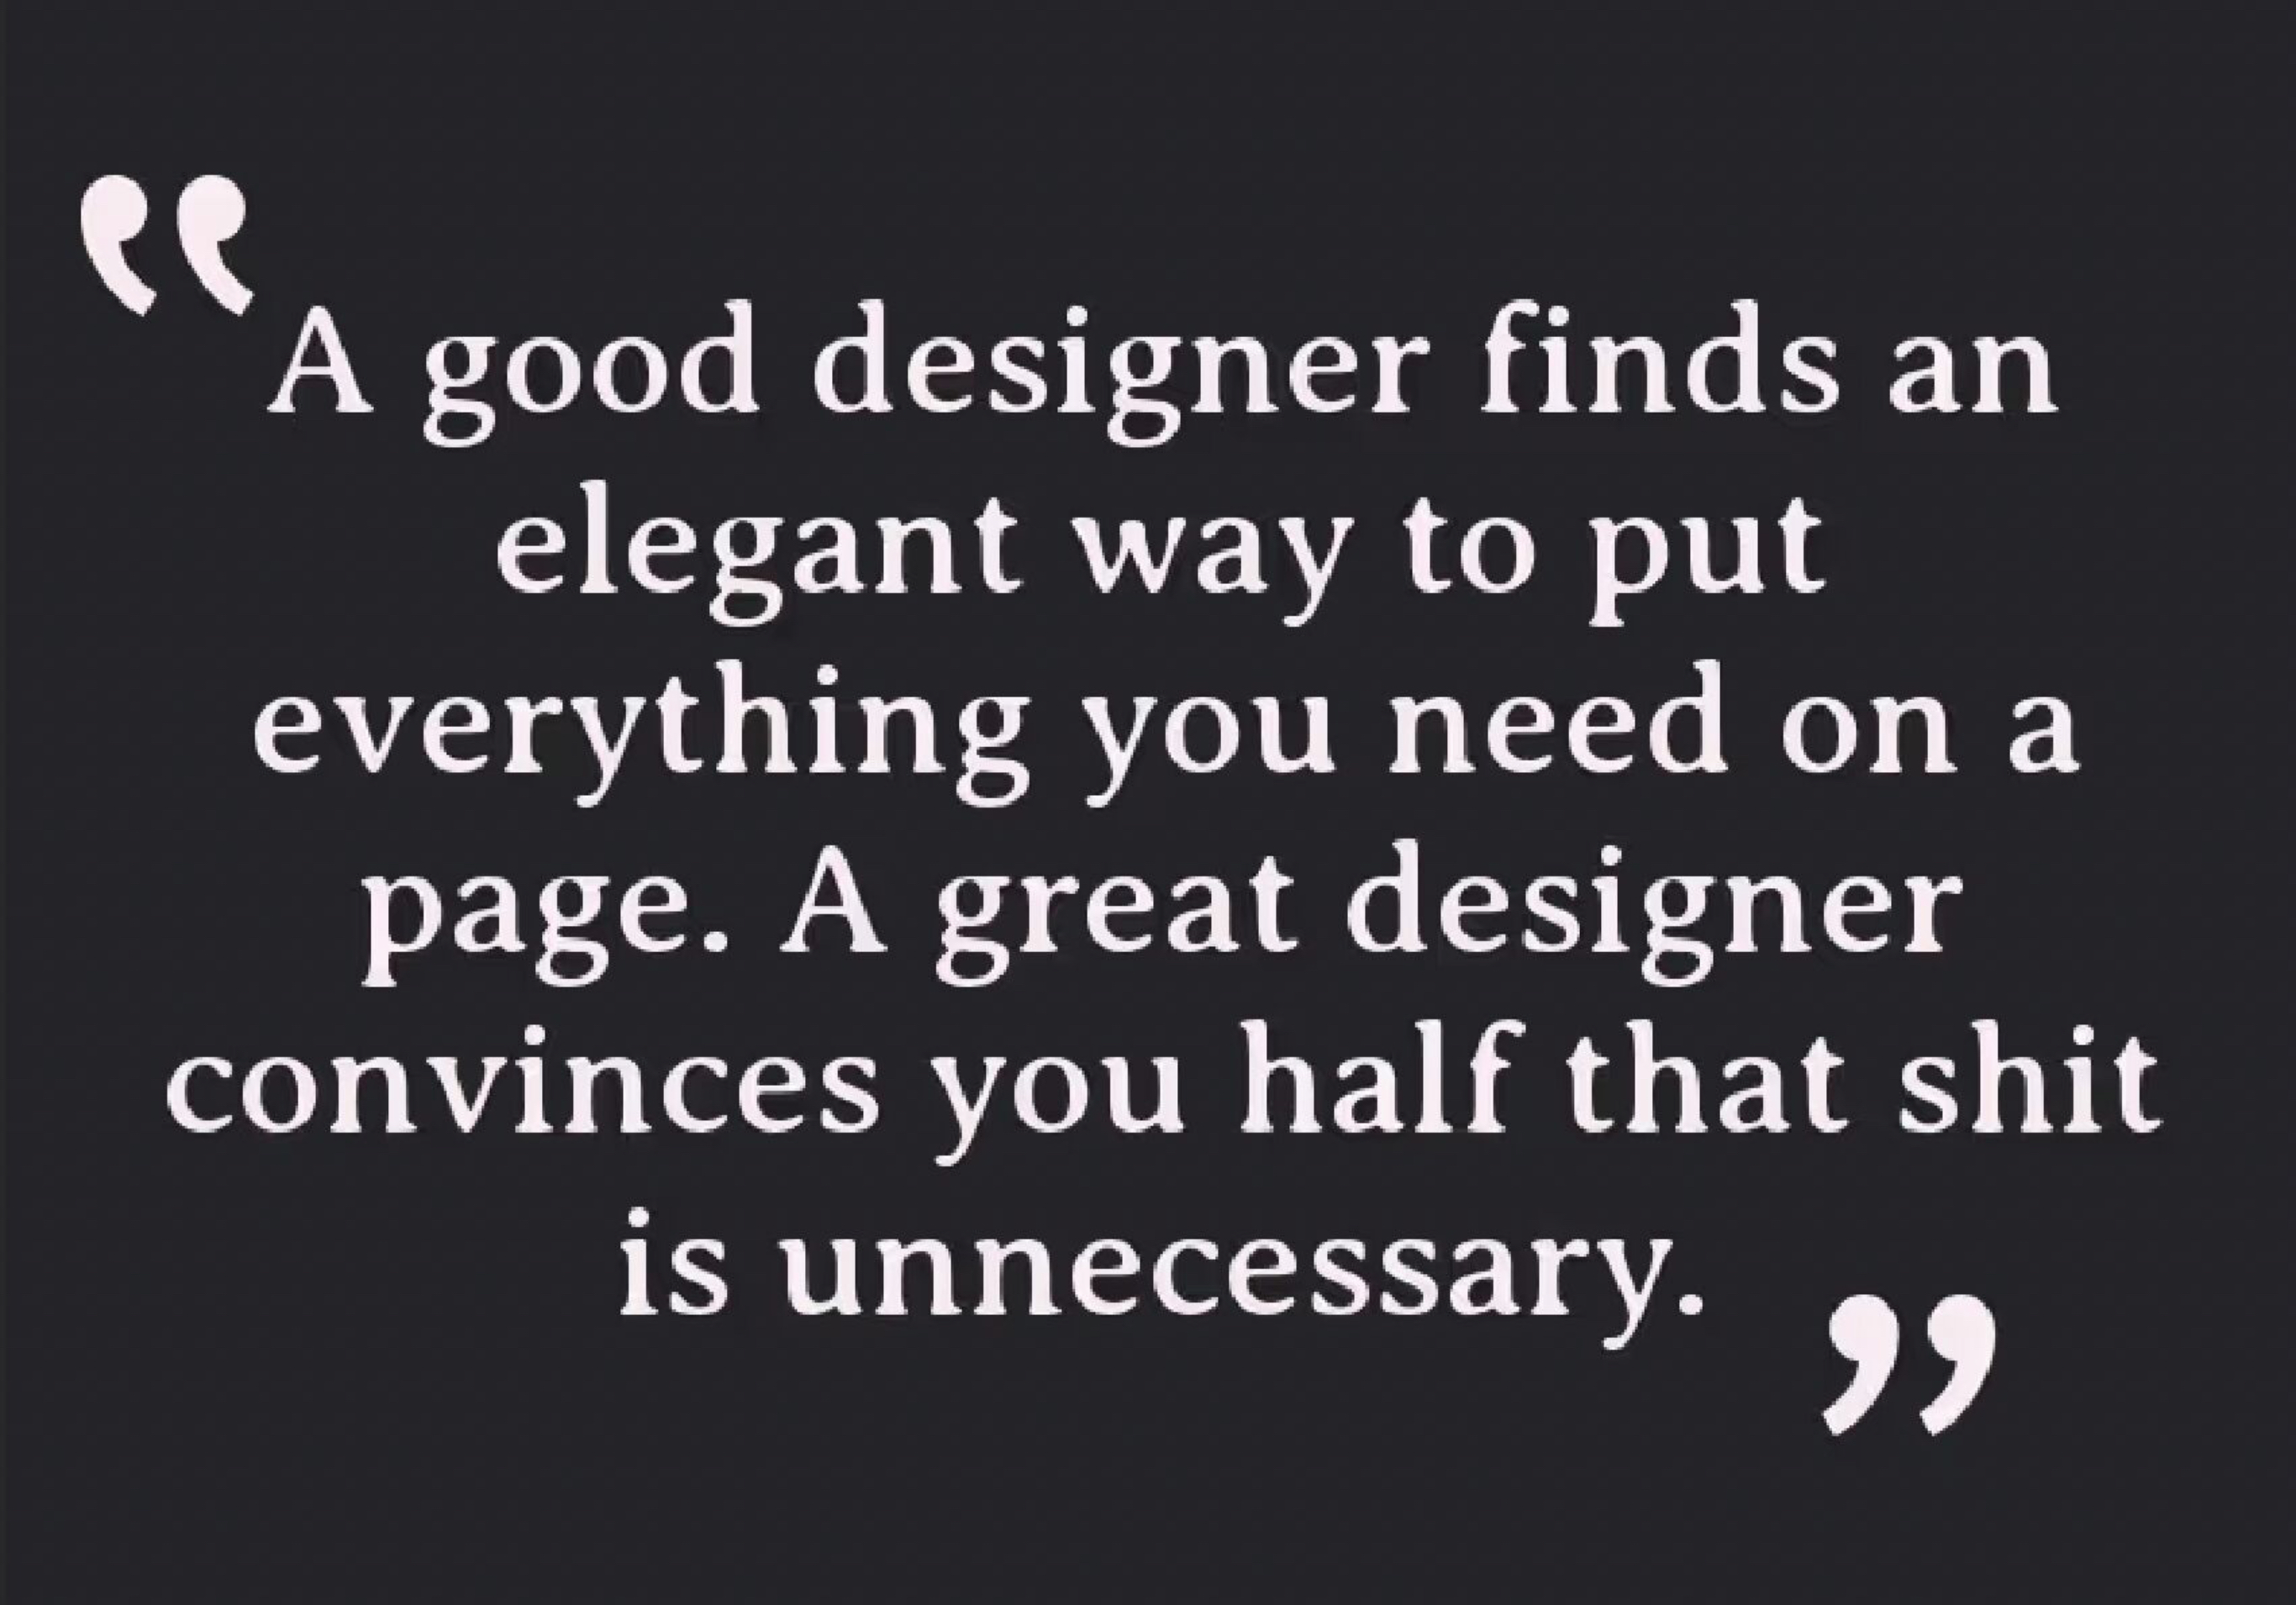 “A good designer finds an
elegant way to put
everything you need on a
page. A great designer
convinces you half that shit
is unnecessary. ”